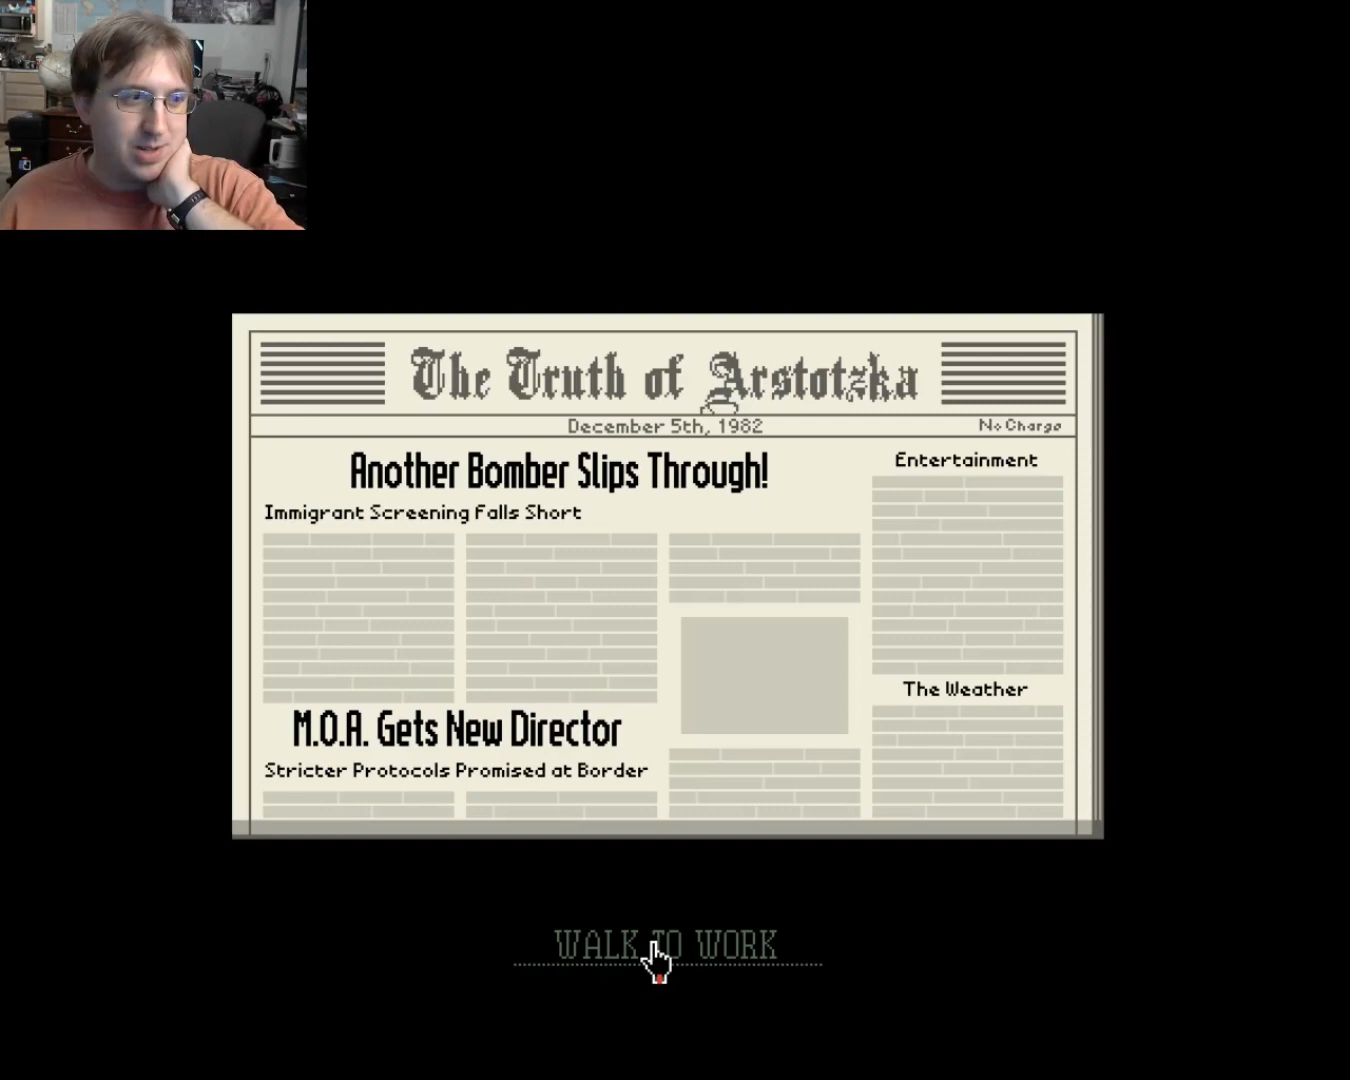 The Truth of Arstotzka
December 5th, 1982
No Charge
Another Bomber Slips Through!
Immigrant Screening Falls Short
Entertainment
M.O.A. Gets New Director
Stricter Protocols Promised at Border
The Weather
WALK TO WORK